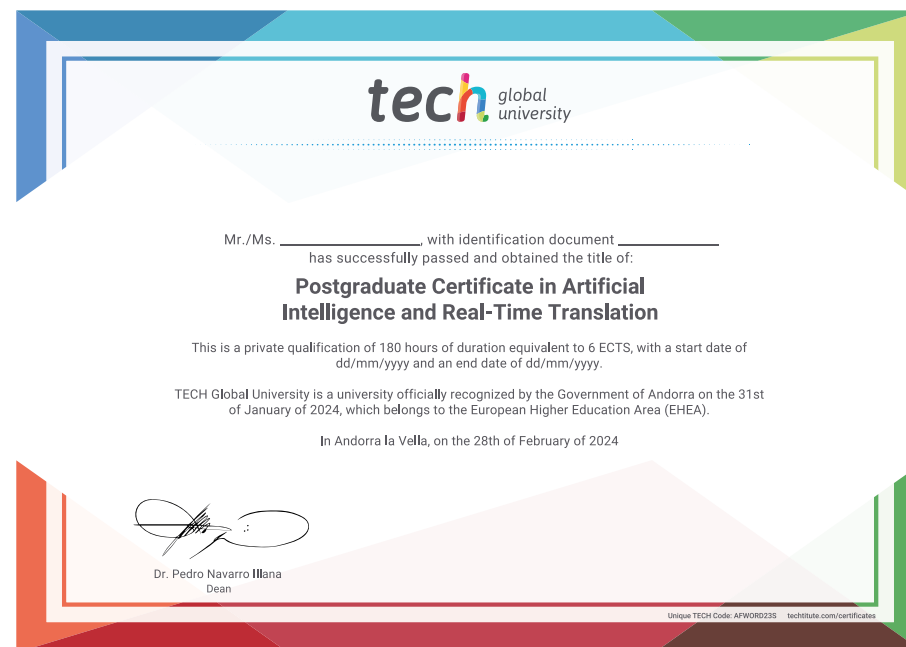 tech global university
Mr./Ms. ____________________, with identification document ______________
has successfully passed and obtained the title of:
Postgraduate Certificate in Artificial
Intelligence and Real-Time Translation
This is a private qualification of 180 hours of duration equivalent to 6 ECTS, with a start date of
dd/mm/yyyy and an end date of dd/mm/yyyy.
TECH Global University is a university officially recognized by the Government of Andorra on the 31st
of January of 2024, which belongs to the European Higher Education Area (EHEA).
In Andorra la Vella, on the 28th of February of 2024
Dr. Pedro Navarro Illana
Dean
Unique TECH Code: AFWORD23S techtitute.com/certificates